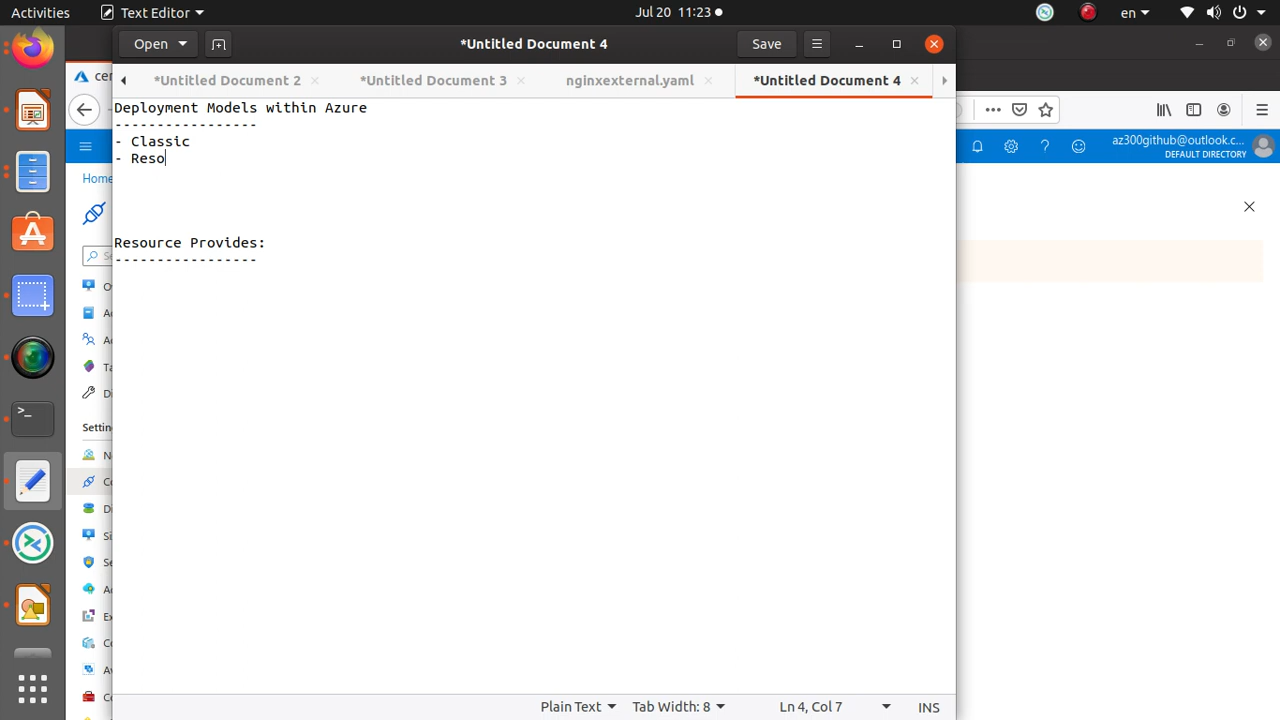 Activities
Text Editor
Jul 20 11:23
en
Open
*Untitled Document 4
Save
*Untitled Document 2
*Untitled Document 3
nginxexternal.yaml
*Untitled Document 4
Deployment Models within Azure
-----------------
- Classic
- Reso
Resource Provides:
-----------------
az300github@outlook.c...
DEFAULT DIRECTORY
Home
Plain Text
Tab Width: 8
Ln 4, Col 7
INS